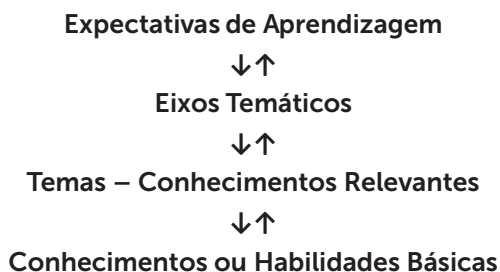 Expectativas de Aprendizagem
↓↑
Eixos Temáticos
↓↑
Temas – Conhecimentos Relevantes
↓↑
Conhecimentos ou Habilidades Básicas